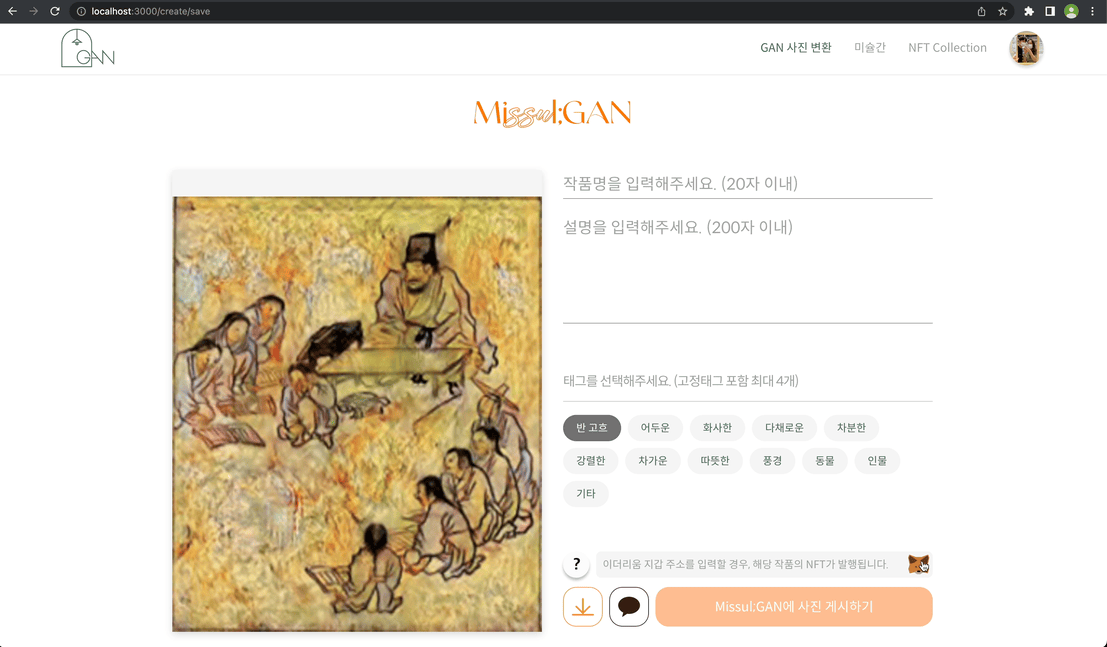 localhost:3000/create/save
GAN
GAN 사진 변환 미슐간 NFT Collection
Missul;GAN
작품명을 입력해주세요. (20자 이내)
설명을 입력해주세요. (200자 이내)
태그를 선택해주세요. (고정태그 포함 최대 4개)
반 고흐 어두운 화사한 다채로운 차분한
강렬한 차가운 따뜻한 풍경 동물 인물
기타
? 이더리움 지갑 주소를 입력할 경우, 해당 작품의 NFT가 발행됩니다.
Missul:GAN에 사진 게시하기